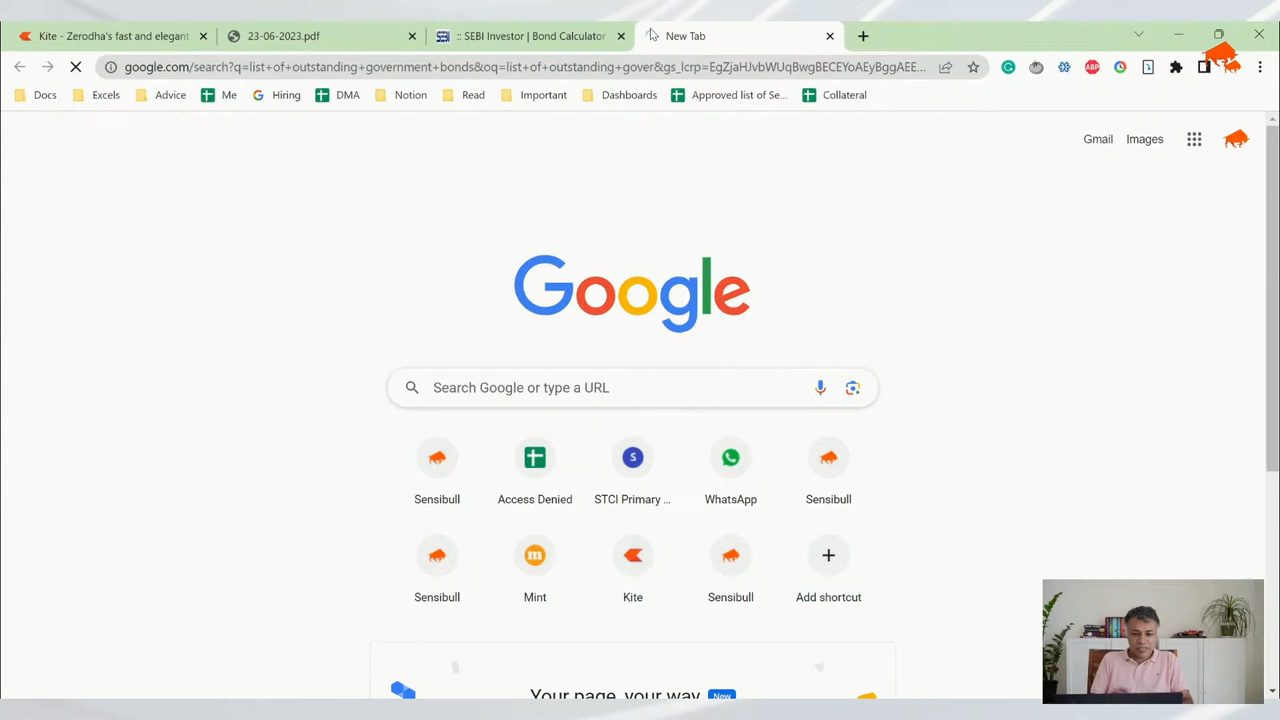 Kite - Zerodha's fast and elegant
23-06-2023.pdf
:: SEBI Investor | Bond Calculator
New Tab
google.com/search?q=list+of+outstanding+government+bonds&oq=list+of+outstanding+gover&gs_lcrp=EgZjaHJvbWUqBwgBECEYoAEyBggAEE...
Docs
Excels
Advice
Me
Hiring
DMA
Notion
Read
Important
Dashboards
Approved list of Se...
Collateral
ABP
Gmail
Images
Google
Search Google or type a URL
S
m
Sensibull
Access Denied
STCI Primary ...
WhatsApp
Sensibull
Sensibull
Mint
Kite
Sensibull
Add shortcut
Your page, your way
New